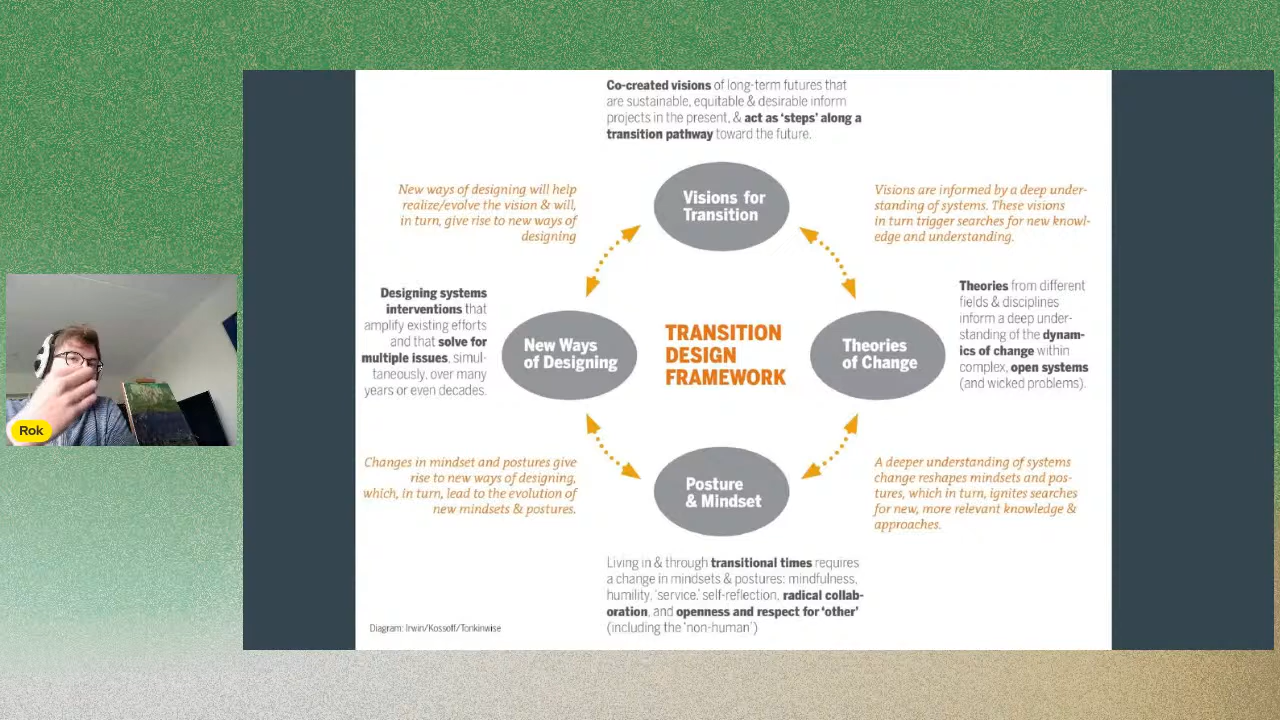 Co-created visions of long-term futures that
are sustainable, equitable & desirable inform
projects in the present, & act as ‘steps’ along a
transition pathway toward the future.
New ways of designing will help
realize/evolve the vision & will,
in turn, give rise to new ways of
designing
Visions for
Transition
Visions are informed by a deep under-
standing of systems. These visions
in turn trigger searches for new knowl-
edge and understanding.
Designing systems
interventions that
amplify existing efforts
and that solve for
multiple issues, simul-
taneously, over many
years or even decades.
New Ways
of Designing
TRANSITION
DESIGN
FRAMEWORK
Theories
of Change
Theories from different
fields & disciplines
inform a deep under-
standing of the dynam-
ics of change within
complex, open systems
(and wicked problems).
Rok
Changes in mindset and postures give
rise to new ways of designing,
which, in turn, lead to the evolution of
new mindsets & postures.
Posture
& Mindset
A deeper understanding of systems
change reshapes mindsets and pos-
tures, which in turn, ignites searches
for new, more relevant knowledge &
approaches.
Living in & through transitional times requires
a change in mindsets & postures: mindfulness,
humility, ‘service,’ self-reflection, radical collab-
oration, and openness and respect for ‘other’
(including the ‘non-human’)
Diagram: Irwin/Kossoff/Tonkinwise